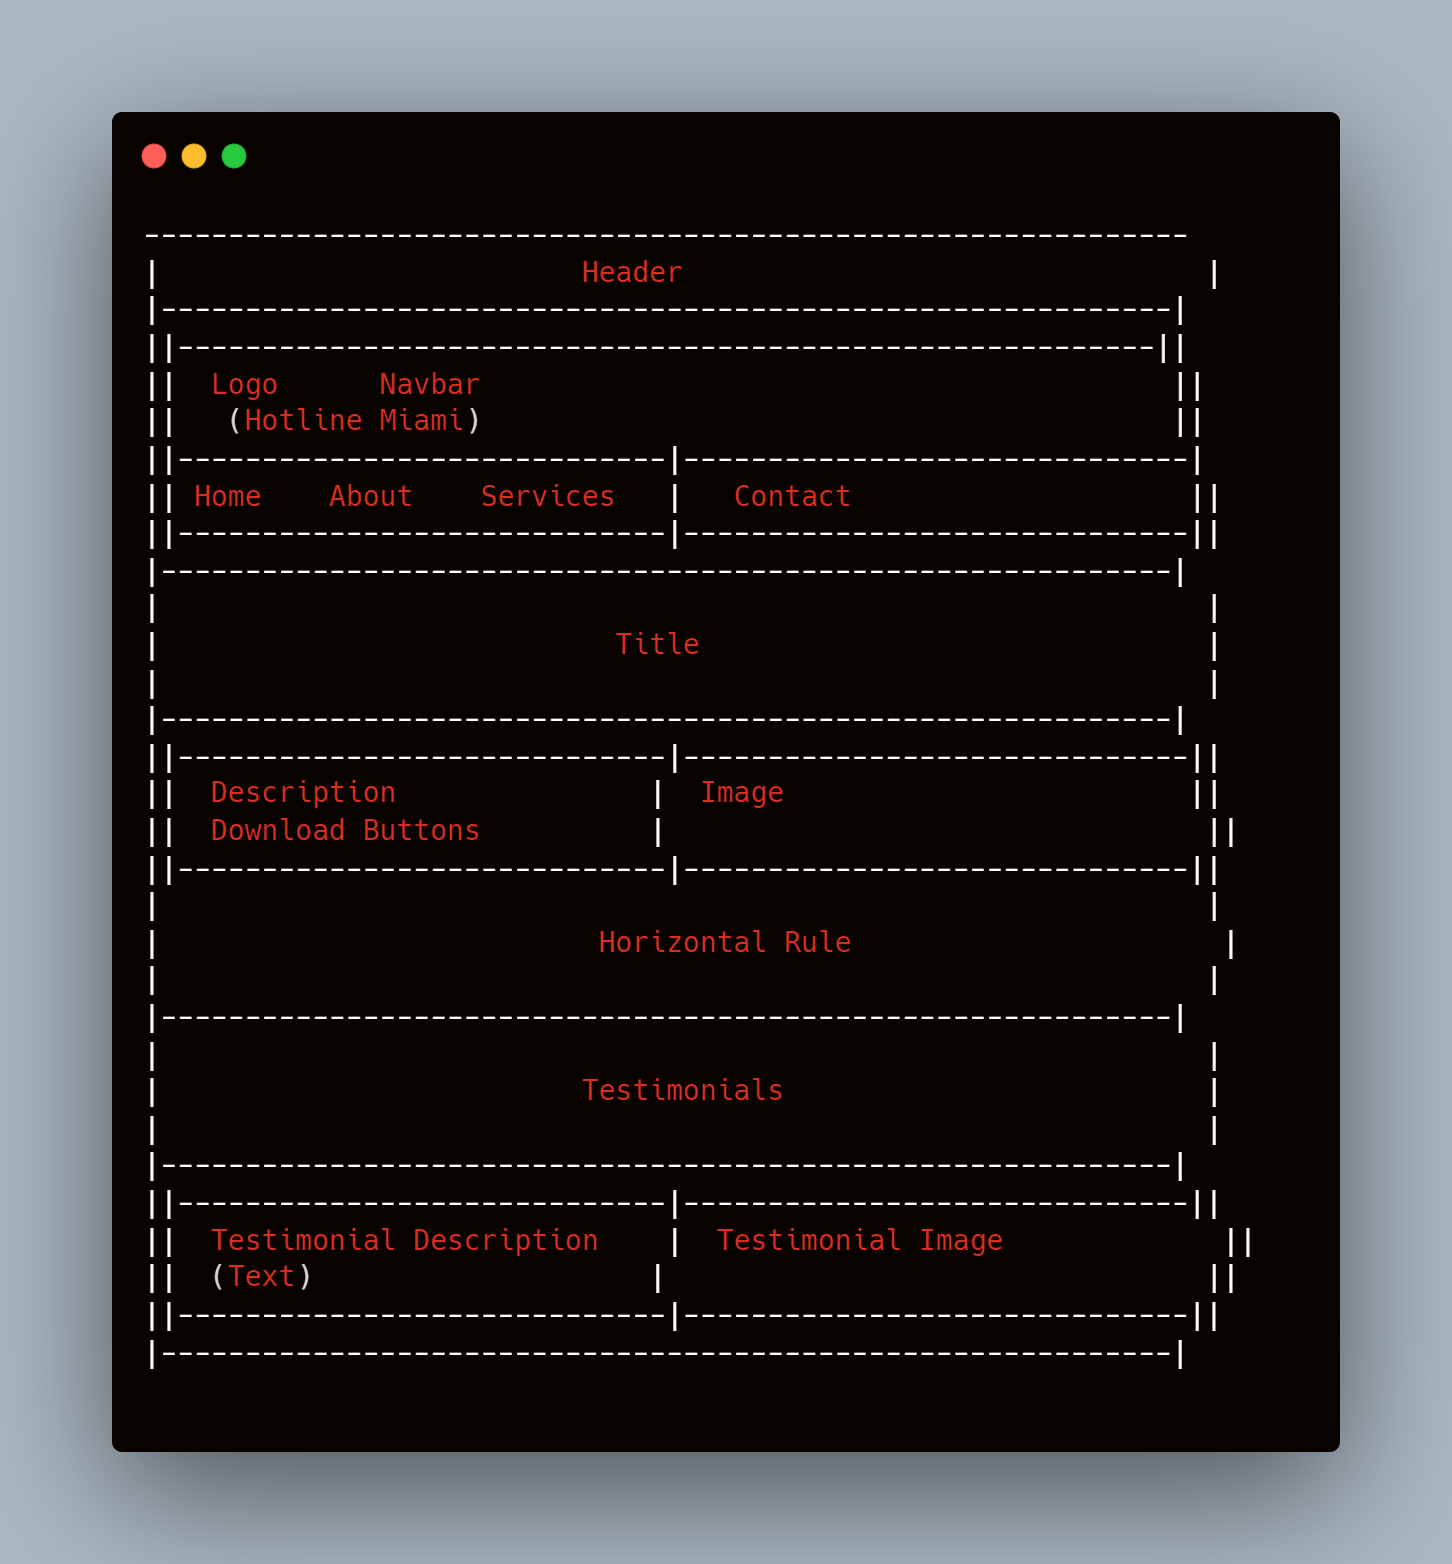 --------------------------------------------------------------
|                         Header                               |
|------------------------------------------------------------|
||----------------------------------------------------------||
||  Logo      Navbar                                         ||
||   (Hotline Miami)                                         ||
||-----------------------------|------------------------------|
|| Home    About    Services   |   Contact                    ||
||-----------------------------|------------------------------||
|------------------------------------------------------------|
|                                                              |
|                           Title                              |
|                                                              |
|------------------------------------------------------------|
||-----------------------------|------------------------------||
||  Description               |  Image                        ||
||  Download Buttons          |                                ||
||-----------------------------|------------------------------||
|                                                              |
|                          Horizontal Rule                      |
|                                                              |
|------------------------------------------------------------|
|                                                              |
|                         Testimonials                         |
|                                                              |
|------------------------------------------------------------|
||-----------------------------|------------------------------||
||  Testimonial Description    |  Testimonial Image             ||
||  (Text)                    |                                ||
||-----------------------------|------------------------------||
|------------------------------------------------------------|